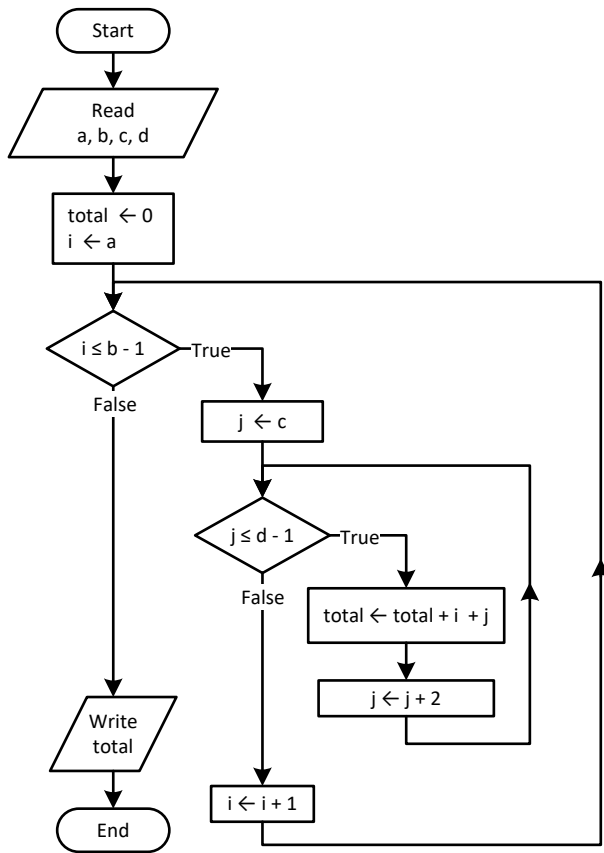 Start
Read
a, b, c, d
total ← 0
i ← a
i ≤ b - 1
True
False
j ← c
j ≤ d - 1
True
False
total ← total + i + j
j ← j + 2
Write
total
i ← i + 1
End